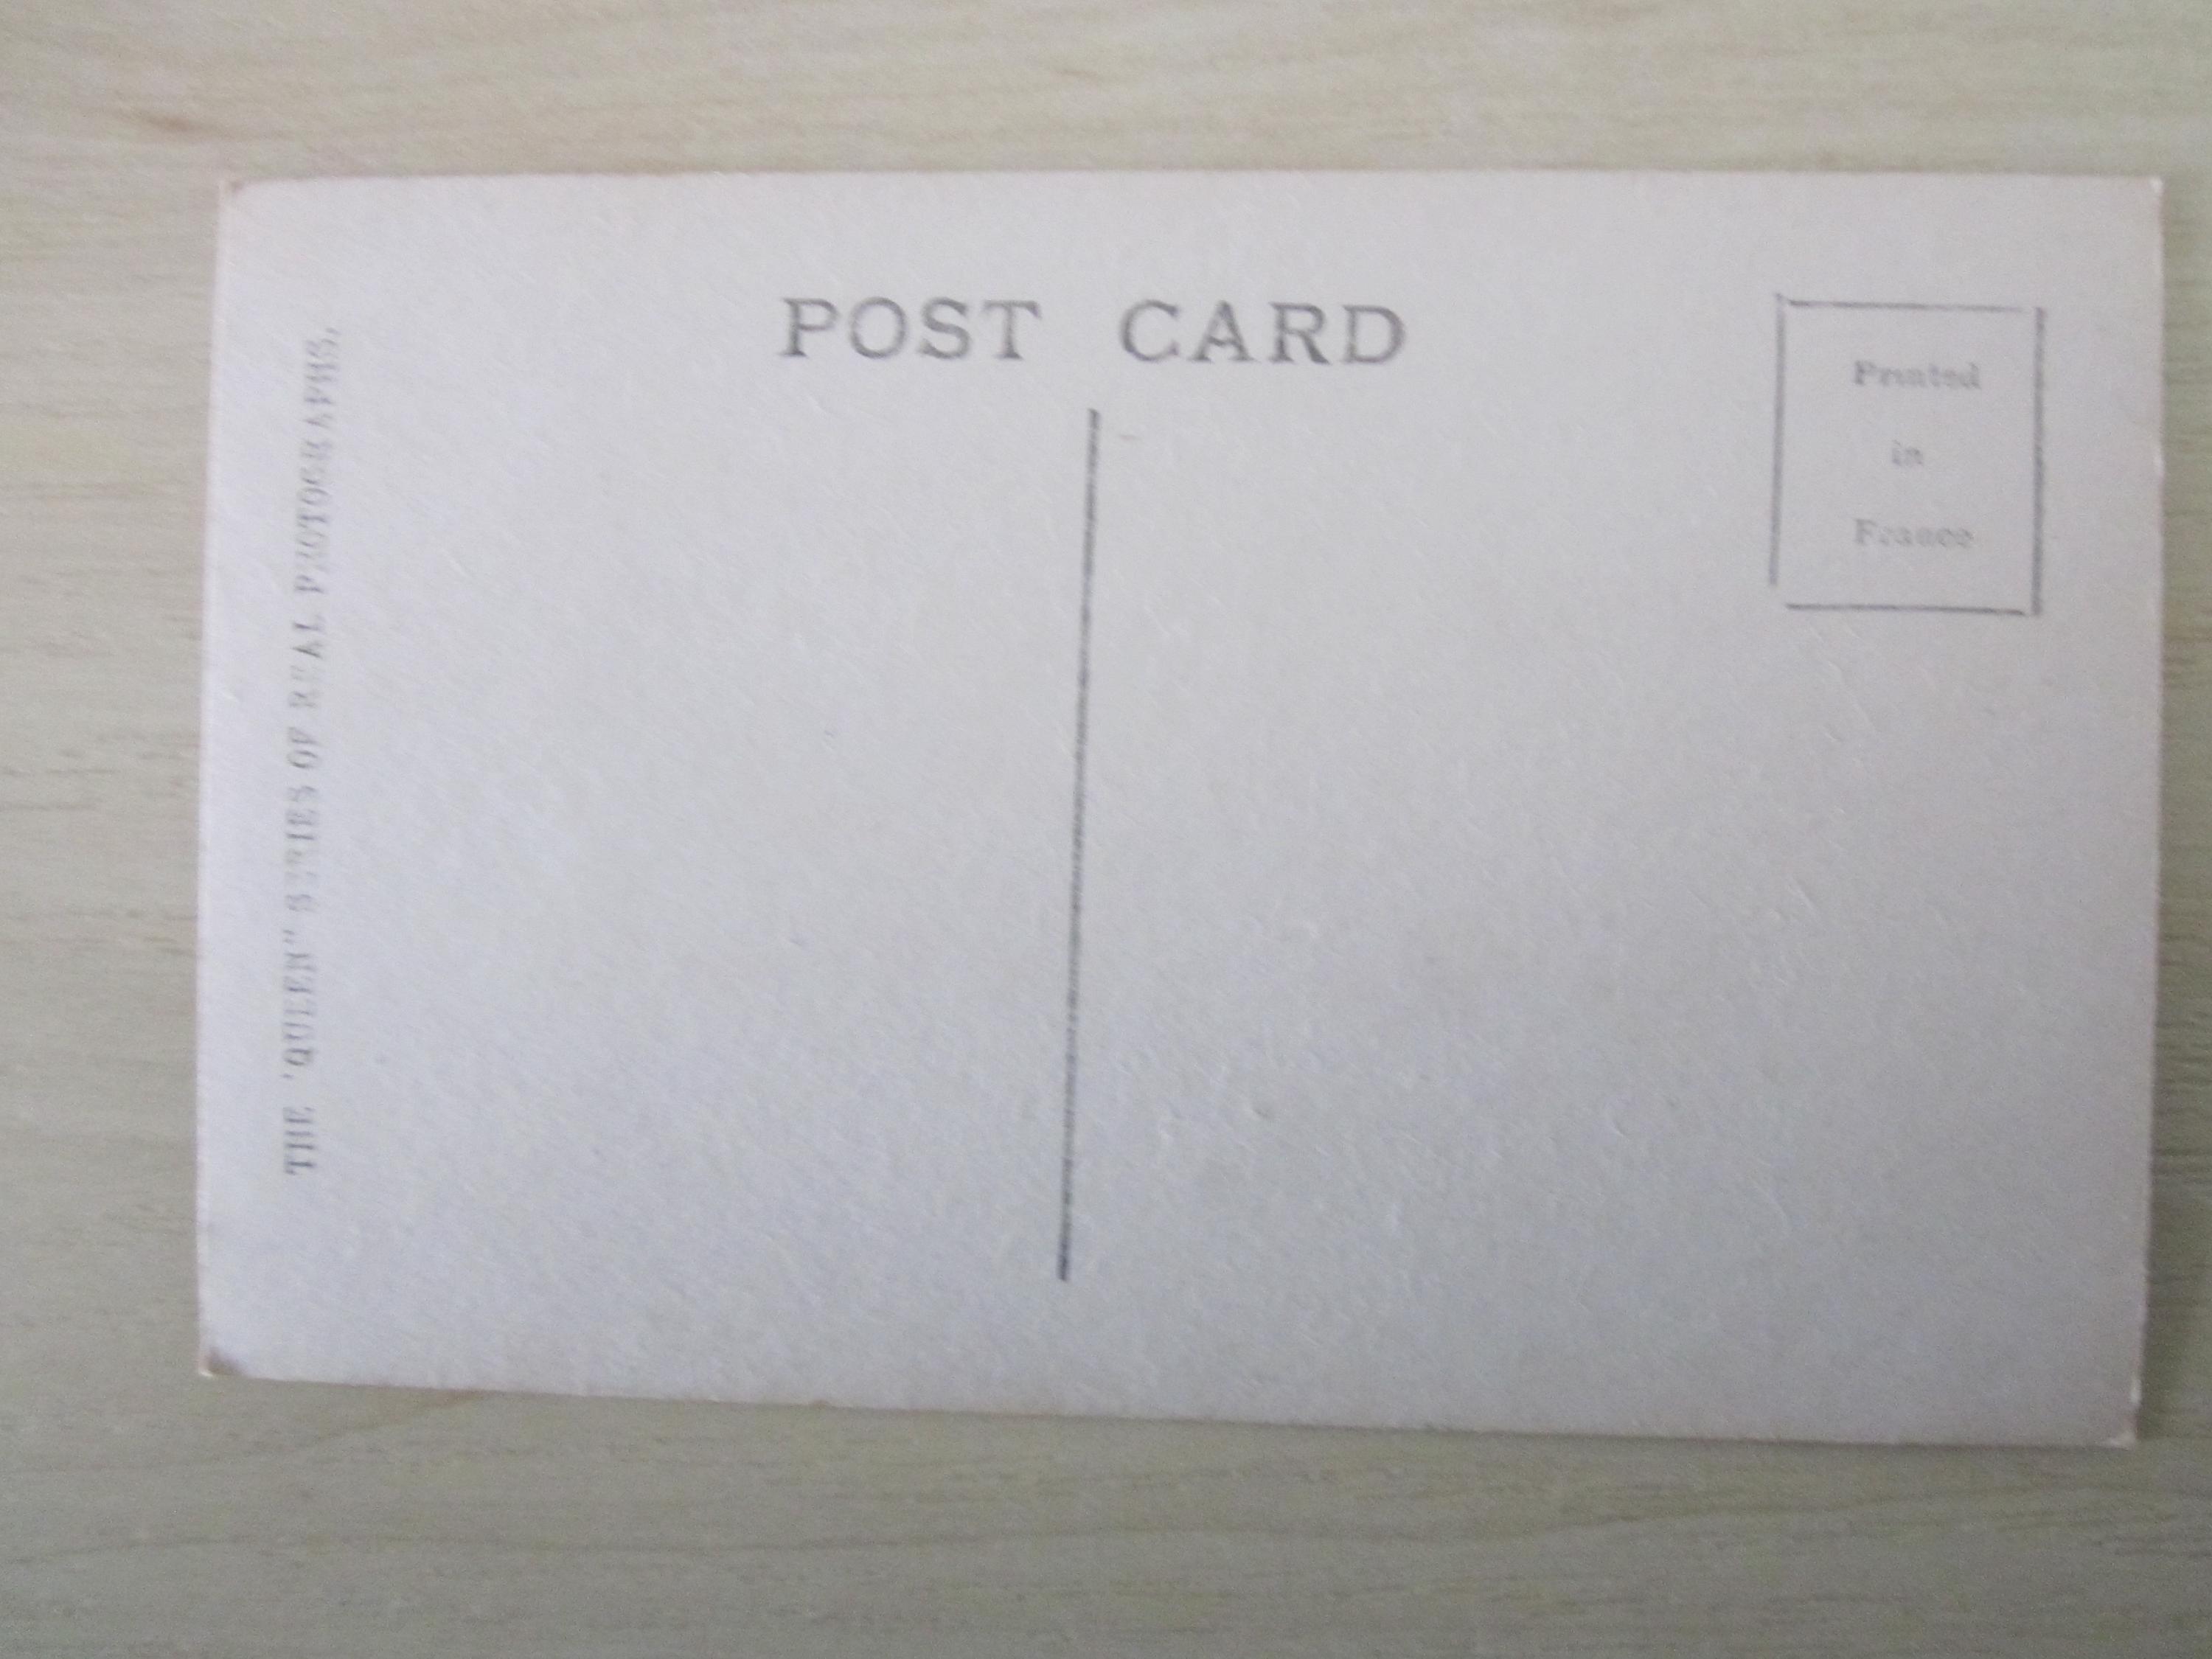 POST CARD
Printed
in
France
THE "QUEEN" SERIES OF REAL PHOTOGRAPHS.